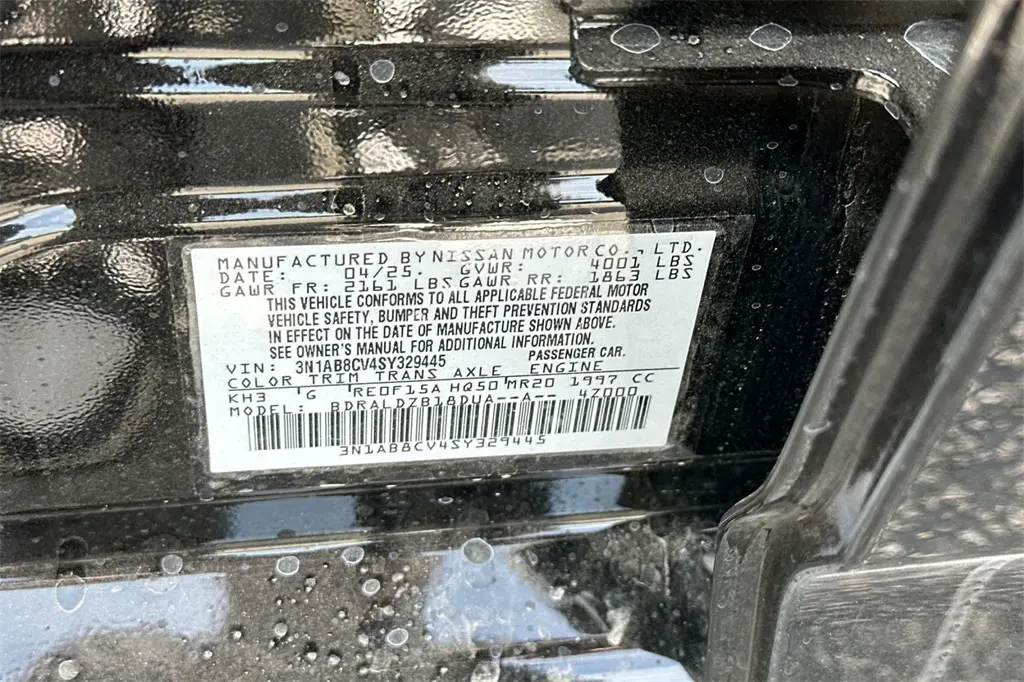 MANUFACTURED BY NISSAN MOTOR CO., LTD.
DATE: 04/25. GVWR: 4001 LBS
GAWR FR: 2161 LBS GAWR RR: 1863 LBS
THIS VEHICLE CONFORMS TO ALL APPLICABLE FEDERAL MOTOR
VEHICLE SAFETY, BUMPER AND THEFT PREVENTION STANDARDS
IN EFFECT ON THE DATE OF MANUFACTURE SHOWN ABOVE.
SEE OWNER'S MANUAL FOR ADDITIONAL INFORMATION.
VIN: 3N1AB8CV4SY329445 PASSENGER CAR.
COLOR TRIM TRANS AXLE ENGINE
KH3 G RE0F15A HQ50 MR20 1997 CC
MODEL: BDRALDZB18DUA--A-- 4Z000
3N1AB8CV4SY329445